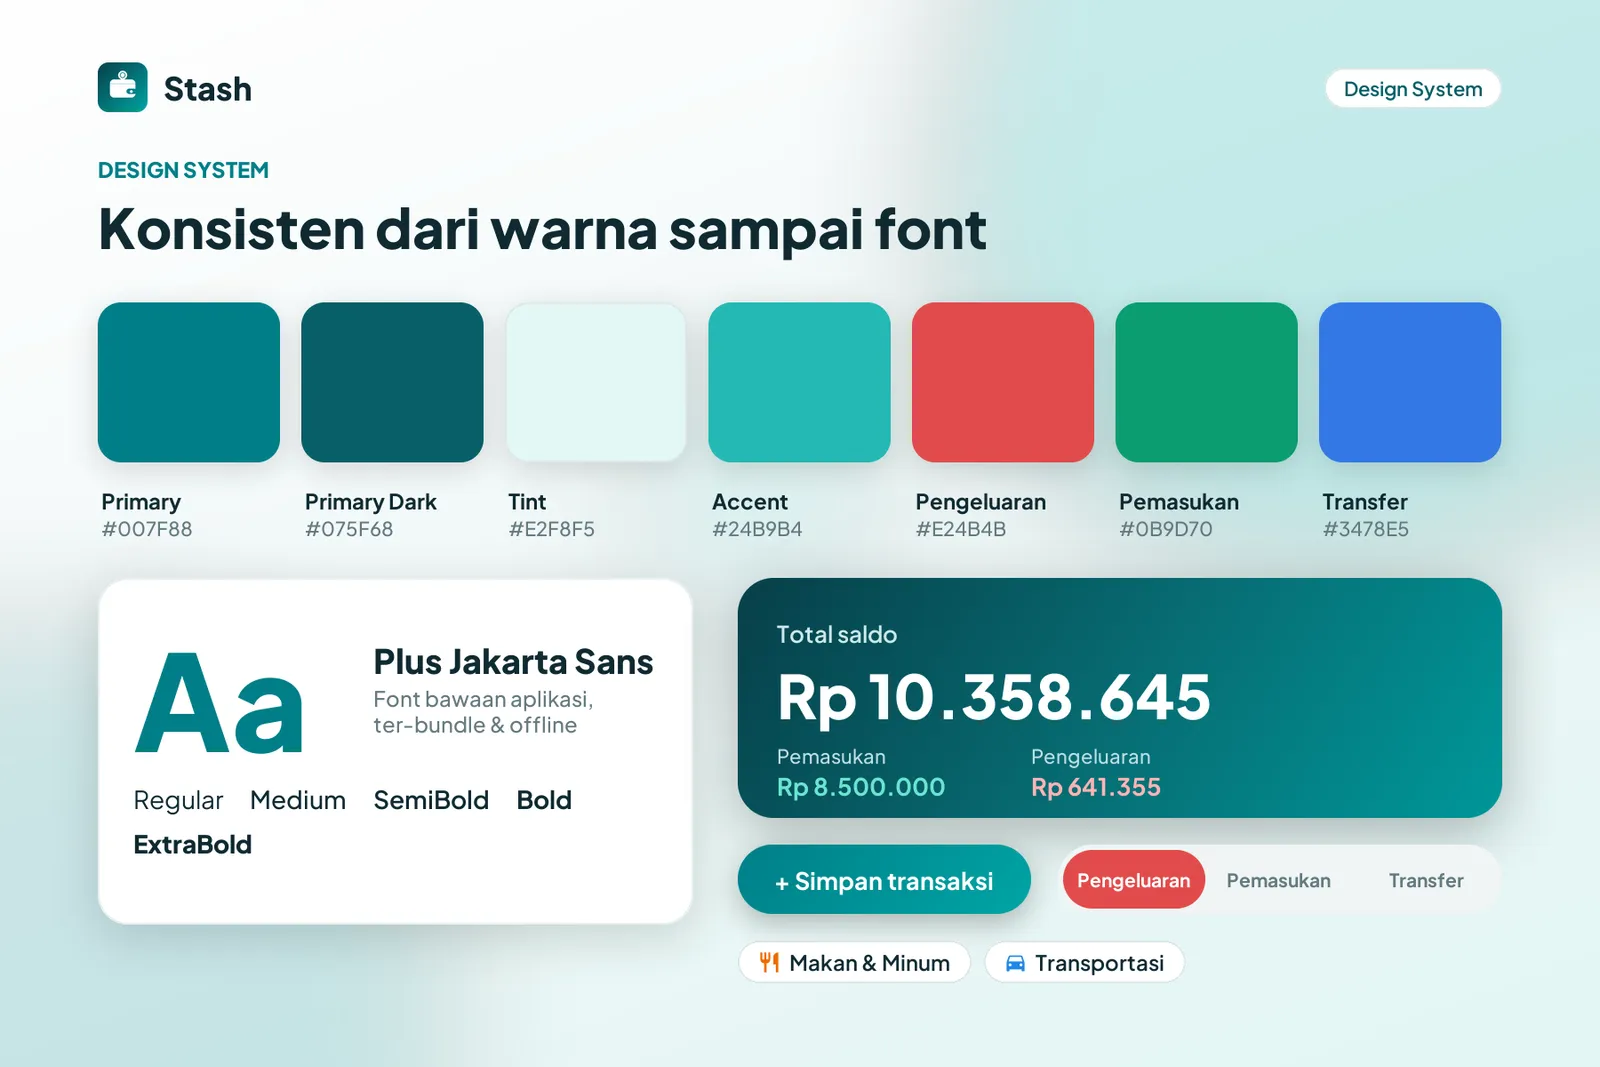 Stash
Design System
DESIGN SYSTEM
Konsisten dari warna sampai font
Primary
#007F88
Primary Dark
#075F68
Tint
#E2F8F5
Accent
#24B9B4
Pengeluaran
#E24B4B
Pemasukan
#0B9D70
Transfer
#3478E5
Aa
Plus Jakarta Sans
Font bawaan aplikasi,
ter-bundle & offline
Regular Medium SemiBold Bold
ExtraBold
Total saldo
Rp 10.358.645
Pemasukan
Rp 8.500.000
Pengeluaran
Rp 641.355
+ Simpan transaksi
Pengeluaran Pemasukan Transfer
Makan & Minum
Transportasi